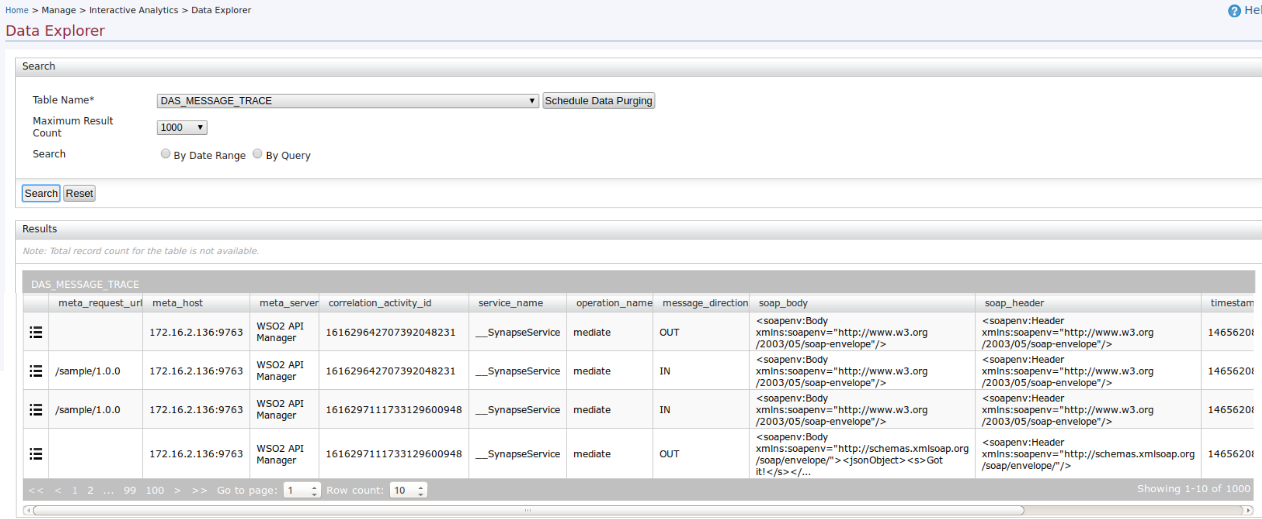 Home > Manage > Interactive Analytics > Data Explorer
Hel
Data Explorer
Search
Table Name*
DAS_MESSAGE_TRACE
Schedule Data Purging
Maximum Result
Count
1000
Search
By Date Range
By Query
Search
Reset
Results
Note: Total record count for the table is not available.
DAS_MESSAGE_TRACE
meta_request_url meta_host meta_server correlation_activity_id service_name operation_name message_direction soap_body soap_header timestam
172.16.2.136:9763 WSO2 API Manager 161629642707392048231 __SynapseService mediate OUT <soapenv:Body xmlns:soapenv="http://www.w3.org /2003/05/soap-envelope"/> <soapenv:Header xmlns:soapenv="http://www.w3.org /2003/05/soap-envelope"/> 14656208
/sample/1.0.0 172.16.2.136:9763 WSO2 API Manager 161629642707392048231 __SynapseService mediate IN <soapenv:Body xmlns:soapenv="http://www.w3.org /2003/05/soap-envelope"/> <soapenv:Header xmlns:soapenv="http://www.w3.org /2003/05/soap-envelope"/> 14656208
/sample/1.0.0 172.16.2.136:9763 WSO2 API Manager 1616297111733129600948 __SynapseService mediate IN <soapenv:Body xmlns:soapenv="http://www.w3.org /2003/05/soap-envelope"/> <soapenv:Header xmlns:soapenv="http://www.w3.org /2003/05/soap-envelope"/> 14656208
172.16.2.136:9763 WSO2 API Manager 1616297111733129600948 __SynapseService mediate OUT <soapenv:Body xmlns:soapenv="http://schemas.xmlsoap.org /soap/envelope/"><jsonObject><s>Got it!</s></... <soapenv:Header xmlns:soapenv="http://schemas.xmlsoap.org /soap/envelope/"/> 14656208
<< < 1 2 ... 99 100 > >> Go to page: 1 Row count: 10 Showing 1-10 of 1000